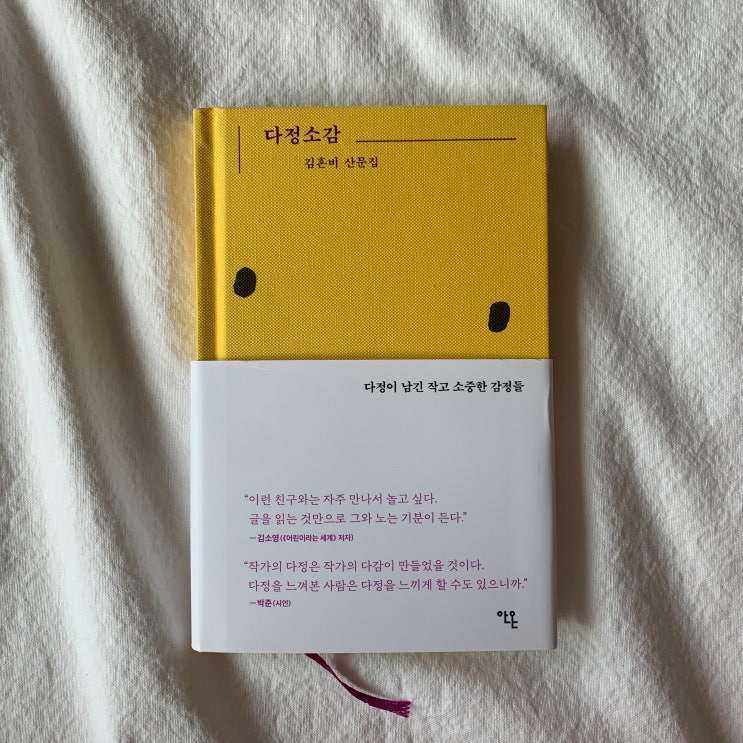 다정소감
김혼비 산문집
다정이 남긴 작고 소중한 감정들
“이런 친구와는 자주 만나서 놀고 싶다.
글을 읽는 것만으로 그와 노는 기분이 든다.”
—김소영(《어린이라는 세계》 저자)
“작가의 다정은 작가의 다감이 만들었을 것이다.
다정을 느껴본 사람은 다정을 느끼게 할 수도 있으니까.”
—박준(시인)
안온